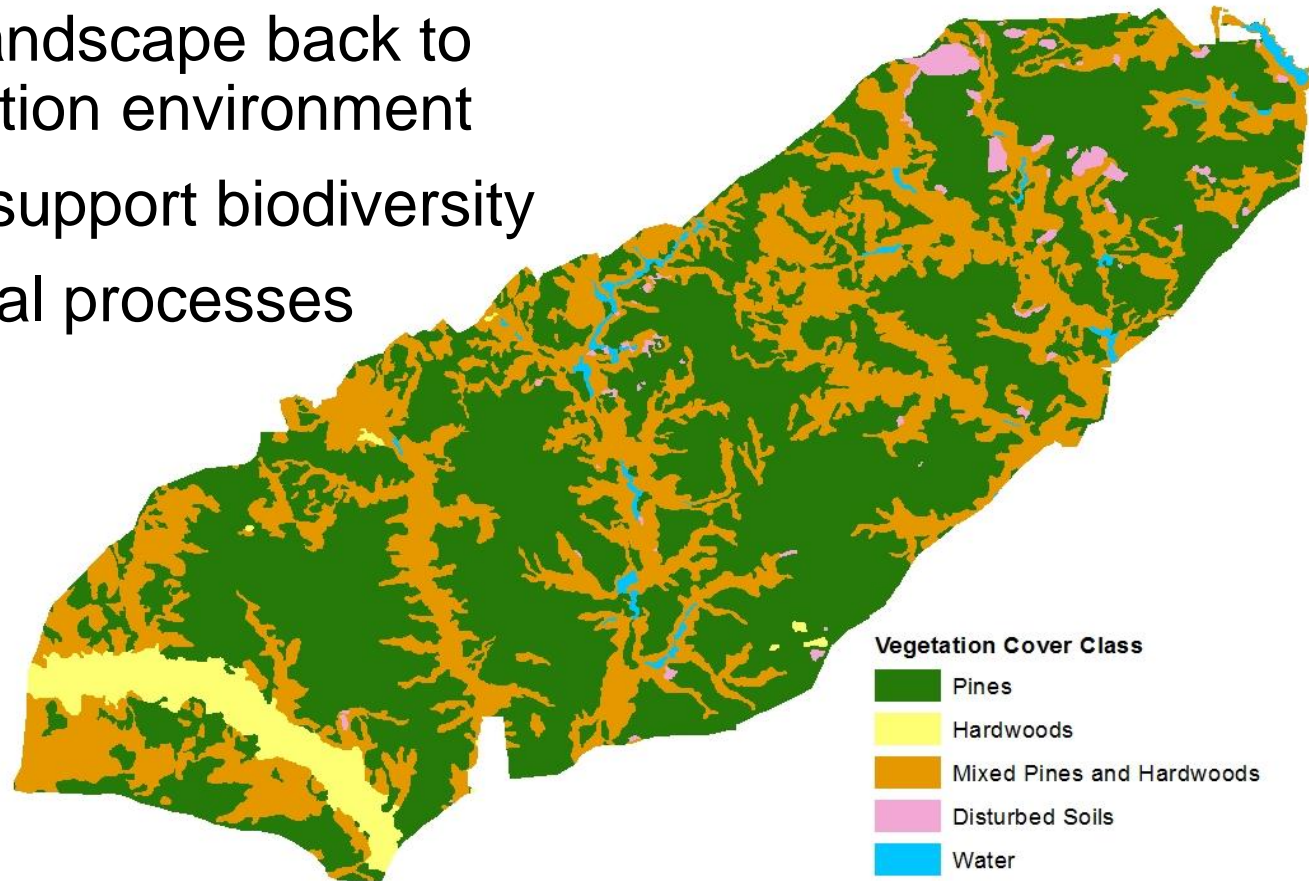 andscape back to
tion environment
support biodiversity
al processes
Vegetation Cover Class
Pines
Hardwoods
Mixed Pines and Hardwoods
Disturbed Soils
Water